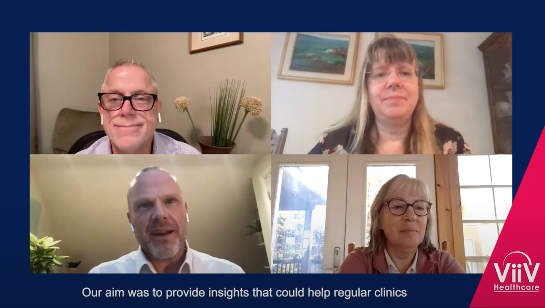 ViiV
Healthcare
Our aim was to provide insights that could help regular clinics